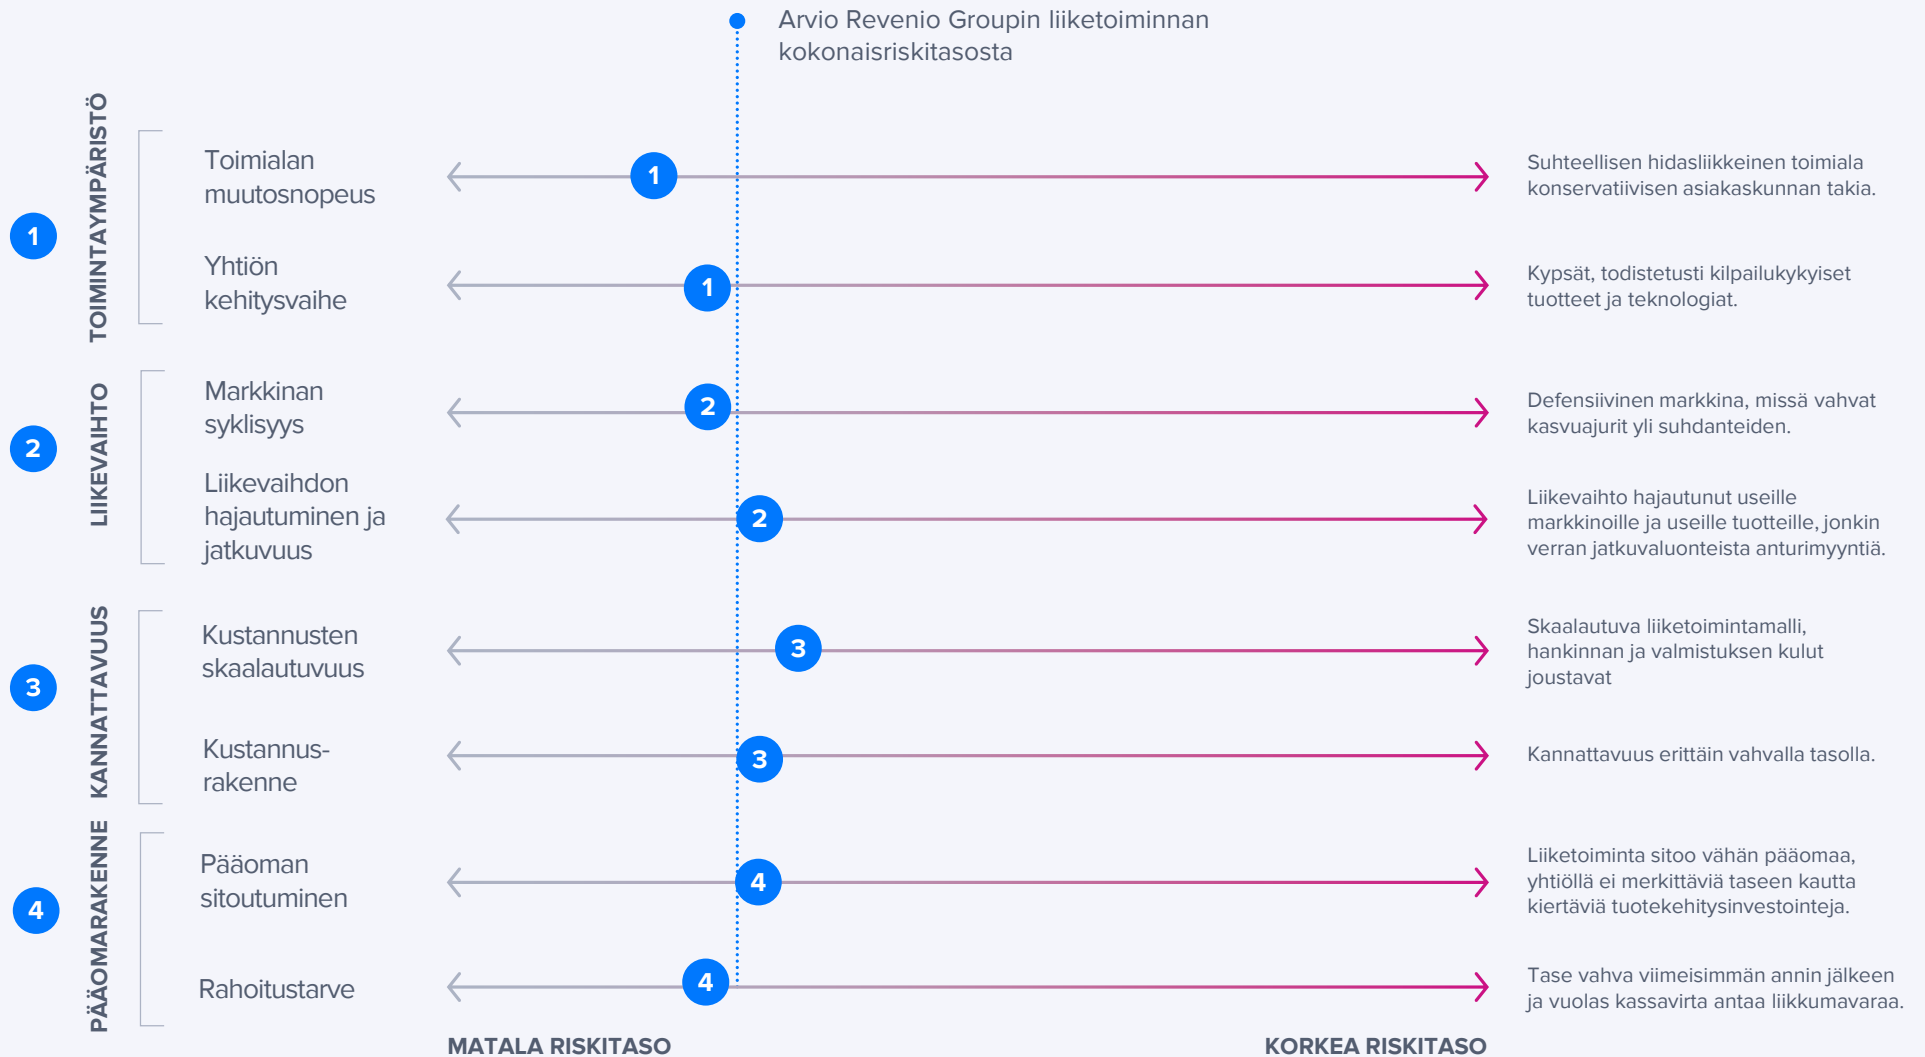 Arvio Revenio Groupin liiketoiminnan
kokonaisriskitasosta
1
TOIMINTAYMPÄRISTÖ
Toimialan
muutosnopeus
1
Suhteellisen hidasliikkeinen toimiala
konservatiivisen asiakaskunnan takia.
Yhtiön
kehitysvaihe
1
Kypsät, todistetusti kilpailukykyiset
tuotteet ja teknologiat.
2
LIIKEVAIHTO
Markkinan
syklisyys
2
Defensiivinen markkina, missä vahvat
kasvuajurit yli suhdanteiden.
Liikevaihdon
hajautuminen ja
jatkuvuus
2
Liikevaihto hajautunut useille
markkinoille ja useille tuotteille, jonkin
verran jatkuvaluonteista anturimyyntiä.
3
KANNATTAVUUS
Kustannusten
skaalautuvuus
3
Skaalautuva liiketoimintamalli,
hankinnan ja valmistuksen kulut
joustavat
Kustannus-
rakenne
3
Kannattavuus erittäin vahvalla tasolla.
4
PÄÄOMARAKENNE
Pääoman
sitoutuminen
4
Liiketoiminta sitoo vähän pääomaa,
yhtiöllä ei merkittäviä taseen kautta
kiertäviä tuotekehitysinvestointeja.
Rahoitustarve
4
Tase vahva viimeisimmän annin jälkeen
ja vuolas kassavirta antaa liikkumavaraa.
MATALA RISKITASO
KORKEA RISKITASO